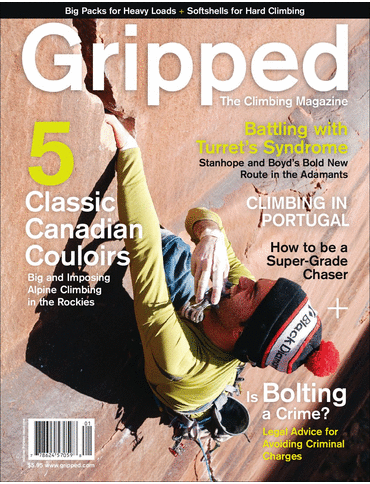 Big Packs for Heavy Loads + Softshells for Hard Climbing
Gripped
The Climbing Magazine
5
Classic
Canadian
Couloirs
Big and Imposing
Alpine Climbing
in the Rockies
Battling with
Turret's Syndrome
Stanhope and Boyd's Bold New
Route in the Adamants
CLIMBING IN
PORTUGAL
How to be a
Super-Grade
Chaser
+
Black Diam
Is Bolting
a Crime?
Legal Advice for
Avoiding Criminal
Charges
01
$5.95 www.gripped.com